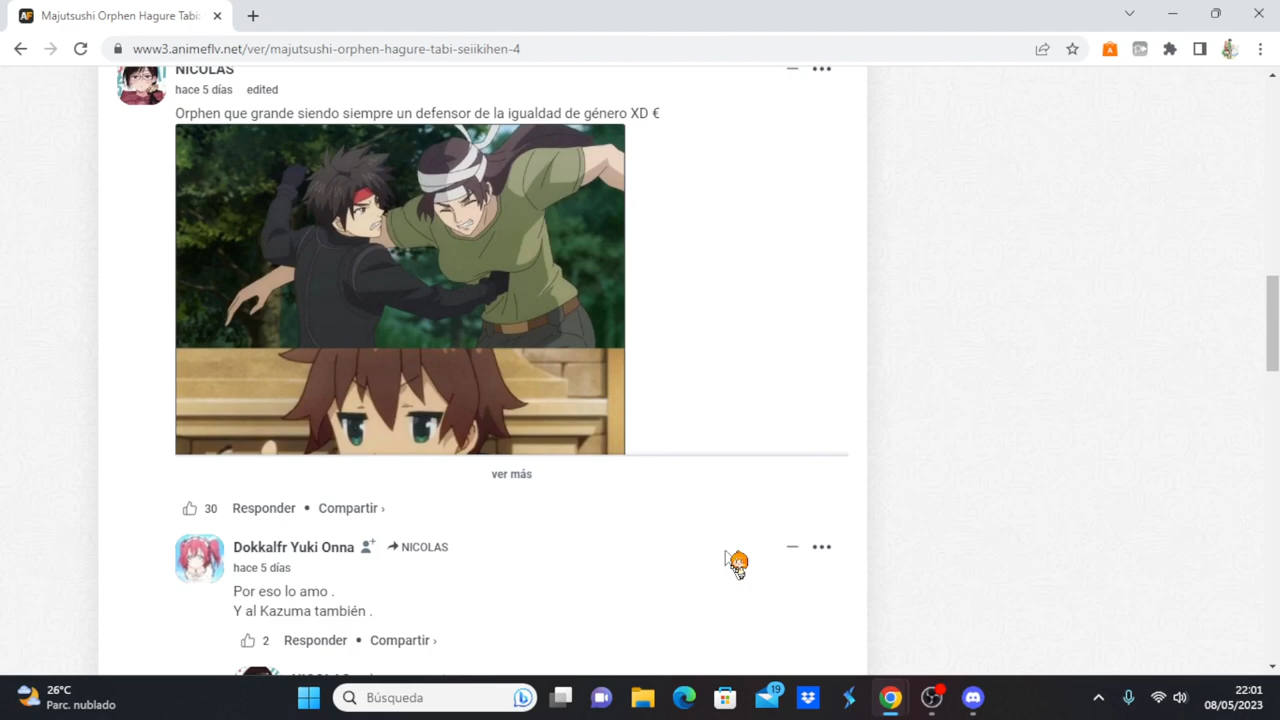 Majutsushi Orphen Hagure Tabi:
www3.animeflv.net/ver/majutsushi-orphen-hagure-tabi-seiikihen-4
NICOLAS
hace 5 días edited
Orphen que grande siendo siempre un defensor de la igualdad de género XD €
ver más
30 Responder • Compartir ›
Dokkalfr Yuki Onna NICOLAS
hace 5 días
Por eso lo amo .
Y al Kazuma también .
2 Responder • Compartir ›
26°C
Parc. nublado
Búsqueda
19
22:01
08/05/2023